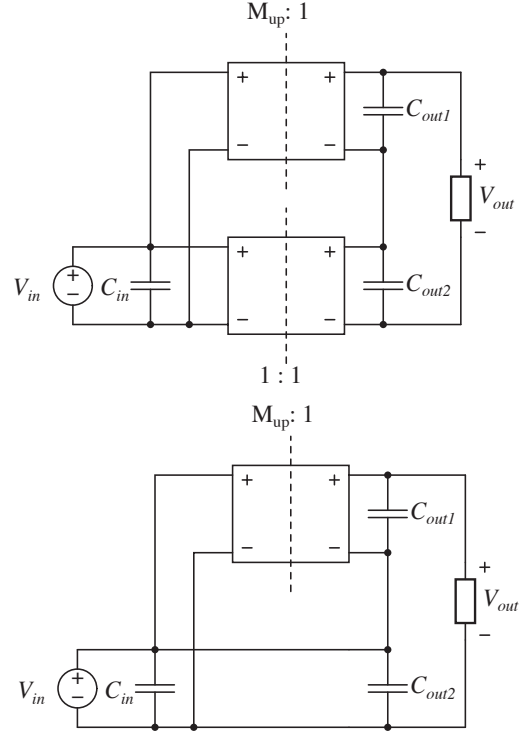 M_up: 1
+ +
− −
C_out1
+
V_out
−
+ +
− −
V_in
+
−
C_in
C_out2
1 : 1
M_up: 1
+ +
− −
C_out1
+
V_out
−
V_in
+
−
C_in
C_out2